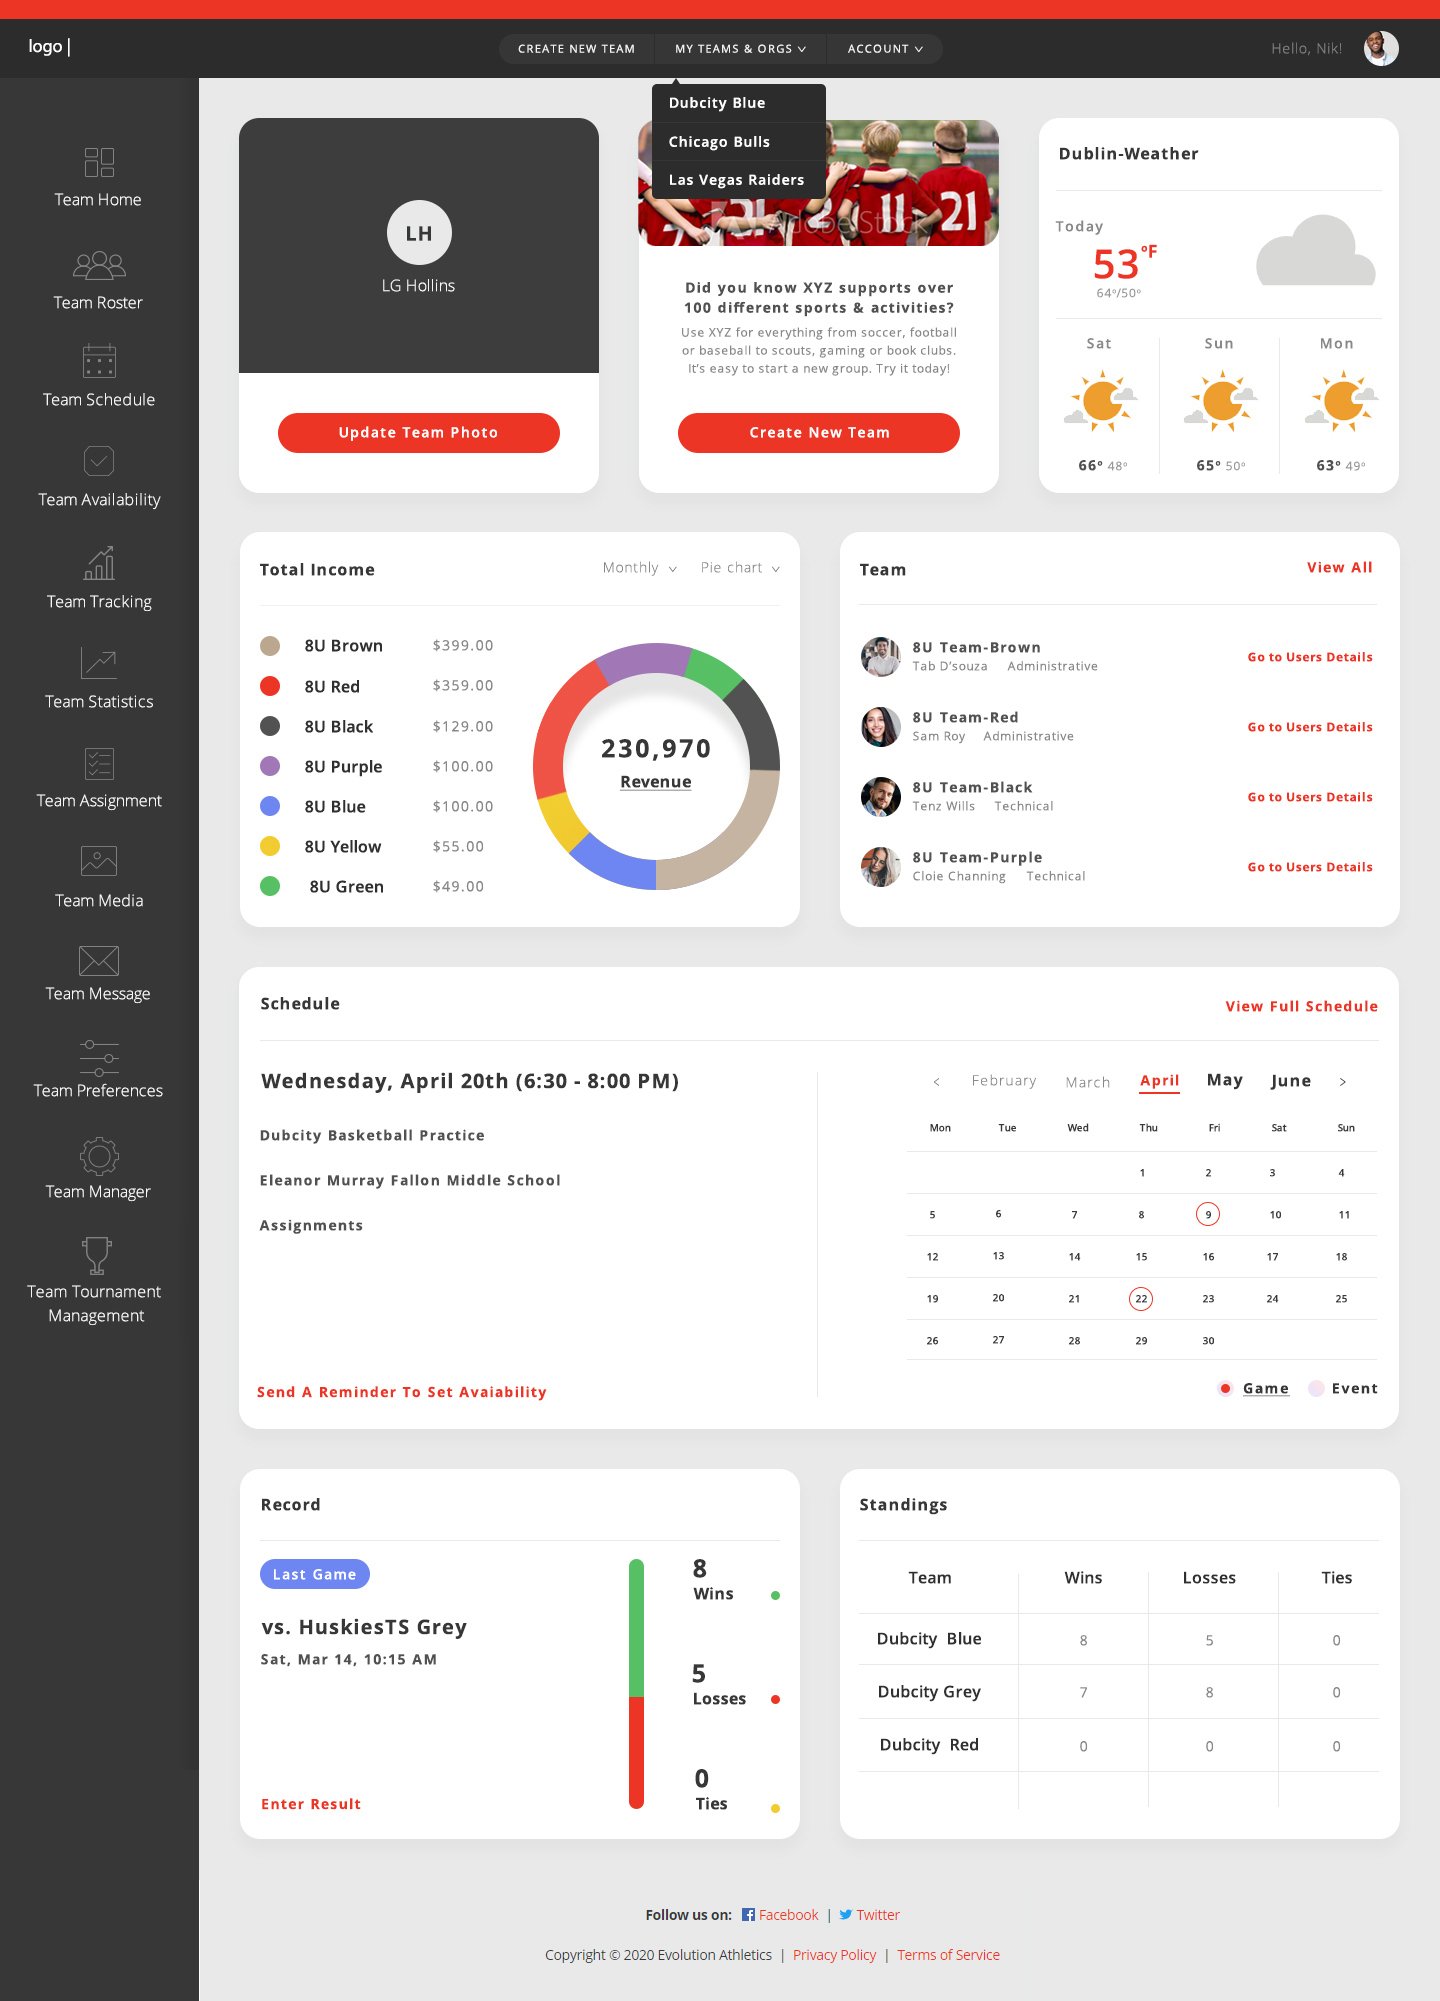 logo |
CREATE NEW TEAM
MY TEAMS & ORGS
ACCOUNT
Hello, Nik!
Dubcity Blue
Chicago Bulls
Las Vegas Raiders
Team Home
Team Roster
Team Schedule
Team Availability
Team Tracking
Team Statistics
Team Assignment
Team Media
Team Message
Team Preferences
Team Manager
Team Tournament
Management
LH
LG Hollins
Update Team Photo
21 2 11 21
Adobe Stock
Did you know XYZ supports over
100 different sports & activities?
Use XYZ for everything from soccer, football
or baseball to scouts, gaming or book clubs.
It's easy to start a new group. Try it today!
Create New Team
Dublin-Weather
Today
53°F
64°/50°
Sat Sun Mon
66° 48° 65° 50° 63° 49°
Total Income
Monthly
Pie chart
8U Brown $399.00
8U Red $359.00
8U Black $129.00
8U Purple $100.00
8U Blue $100.00
8U Yellow $55.00
8U Green $49.00
230,970
Revenue
Team
View All
8U Team-Brown
Tab D'souza Administrative
Go to Users Details
8U Team-Red
Sam Roy Administrative
Go to Users Details
8U Team-Black
Tenz Wills Technical
Go to Users Details
8U Team-Purple
Cloie Channing Technical
Go to Users Details
Schedule
View Full Schedule
Wednesday, April 20th (6:30 - 8:00 PM)
Dubcity Basketball Practice
Eleanor Murray Fallon Middle School
Assignments
Send A Reminder To Set Avaiability
< February March April May June >
Mon Tue Wed Thu Fri Sat Sun
1 2 3 4
5 6 7 8 9 10 11
12 13 14 15 16 17 18
19 20 21 22 23 24 25
26 27 28 29 30
Game Event
Record
Last Game
vs. HuskiesTS Grey
Sat, Mar 14, 10:15 AM
Enter Result
8
Wins
5
Losses
0
Ties
Standings
Team Wins Losses Ties
Dubcity Blue 8 5 0
Dubcity Grey 7 8 0
Dubcity Red 0 0 0
Follow us on: Facebook | Twitter
Copyright © 2020 Evolution Athletics | Privacy Policy | Terms of Service